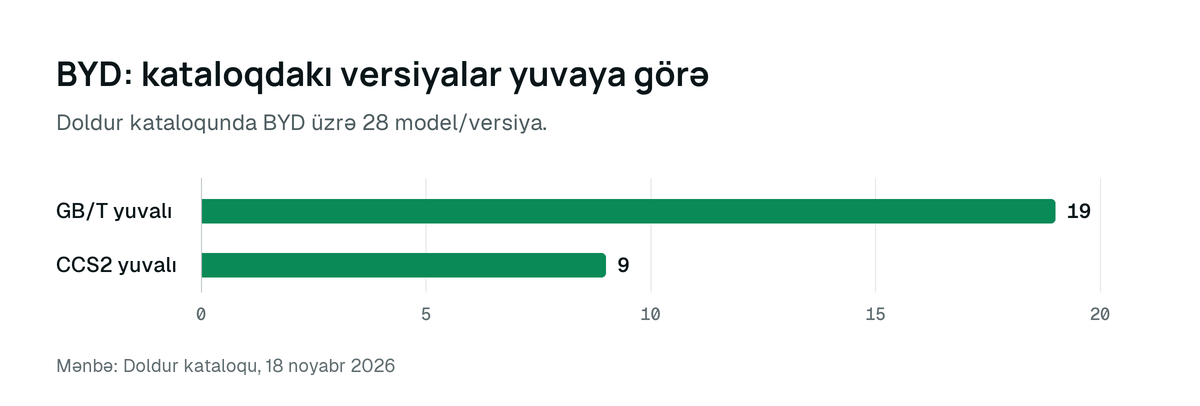 BYD: kataloqdakı versiyalar yuvaya görə
Doldur kataloqunda BYD üzrə 28 model/versiya.
GB/T yuvalı 19
CCS2 yuvalı 9
0 5 10 15 20
Mənbə: Doldur kataloqu, 18 noyabr 2026